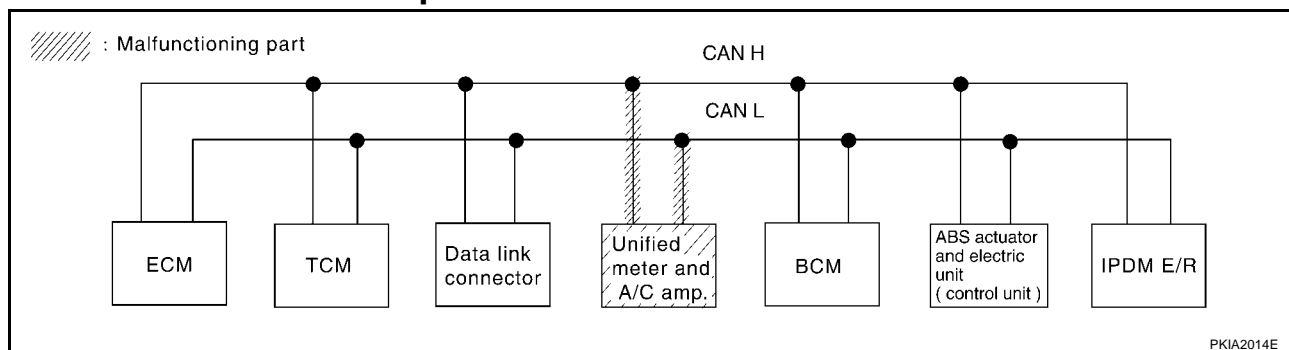 : Malfunctioning part
CAN H
CAN L
ECM
TCM
Data link
connector
Unified
meter and
A/C amp.
BCM
ABS actuator
and electric
unit
( control unit )
IPDM E/R
PKIA2014E